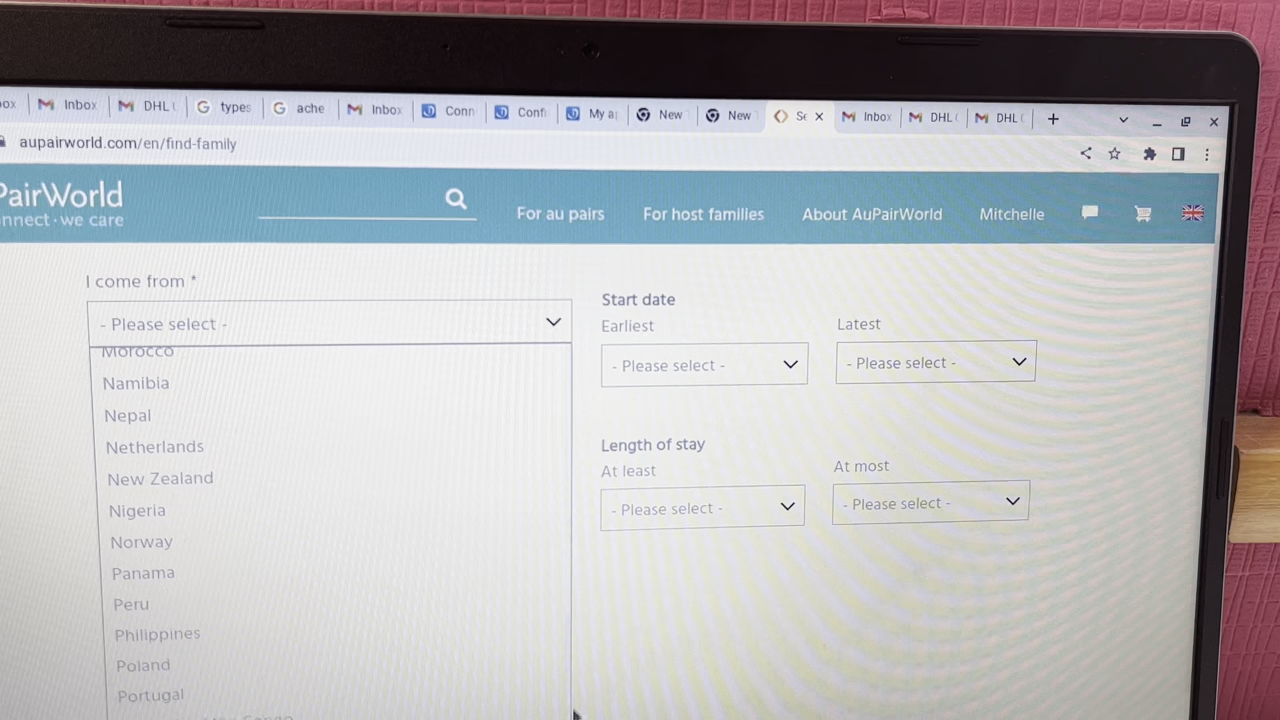 Inbox
DHL
types
ache
Inbox
Conn
Confi
My a
New
New
Se
Inbox
DHL
DHL
aupairworld.com/en/find-family
PairWorld
nnect · we care
For au pairs
For host families
About AuPairWorld
Mitchelle
I come from *
- Please select -
Morocco
Namibia
Nepal
Netherlands
New Zealand
Nigeria
Norway
Panama
Peru
Philippines
Poland
Portugal
Start date
Earliest
Latest
- Please select -
- Please select -
Length of stay
At least
At most
- Please select -
- Please select -